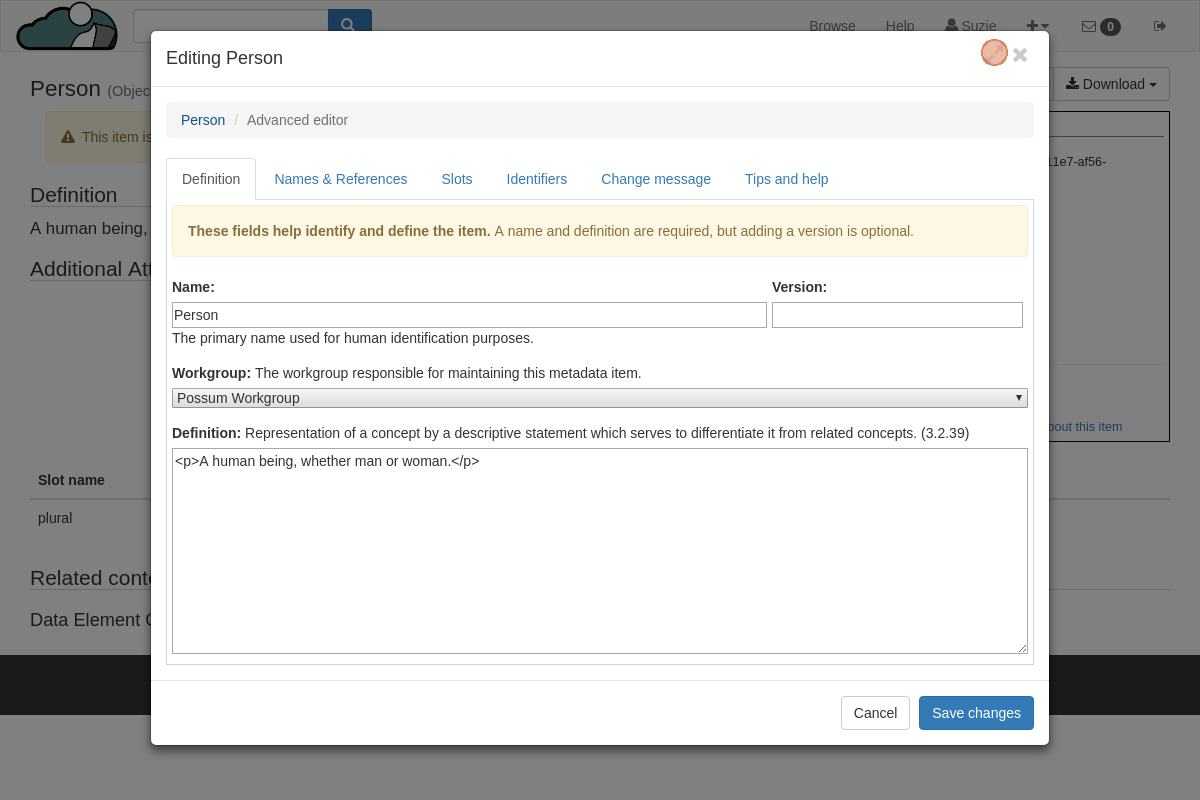 Browse Help Suzie 0
Editing Person
Person (Objec
Download
Person / Advanced editor
This item is
11e7-af56-
Definition Names & References Slots Identifiers Change message Tips and help
Definition
These fields help identify and define the item. A name and definition are required, but adding a version is optional.
A human being,
Additional Att
Name: Version:
Person
The primary name used for human identification purposes.
Workgroup: The workgroup responsible for maintaining this metadata item.
Possum Workgroup
bout this item
Definition: Representation of a concept by a descriptive statement which serves to differentiate it from related concepts. (3.2.39)
<p>A human being, whether man or woman.</p>
Slot name
plural
Related conte
Data Element C
Cancel Save changes